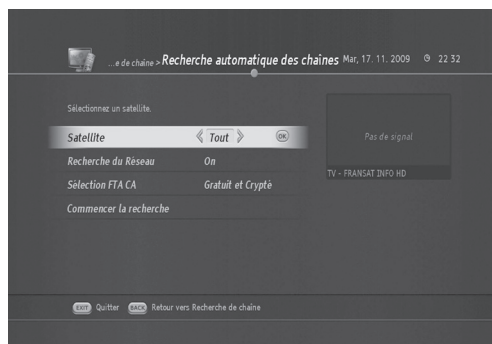 ...e de chaîne > Recherche automatique des chaînes Mar, 17. 11. 2009 22 32
Sélectionnez un satellite.
Satellite Tout OK
Pas de signal
Recherche du Réseau On
TV - FRANSAT INFO HD
Sélection FTA CA Gratuit et Crypté
Commencer la recherche
EXIT Quitter BACK Retour vers Recherche de chaîne